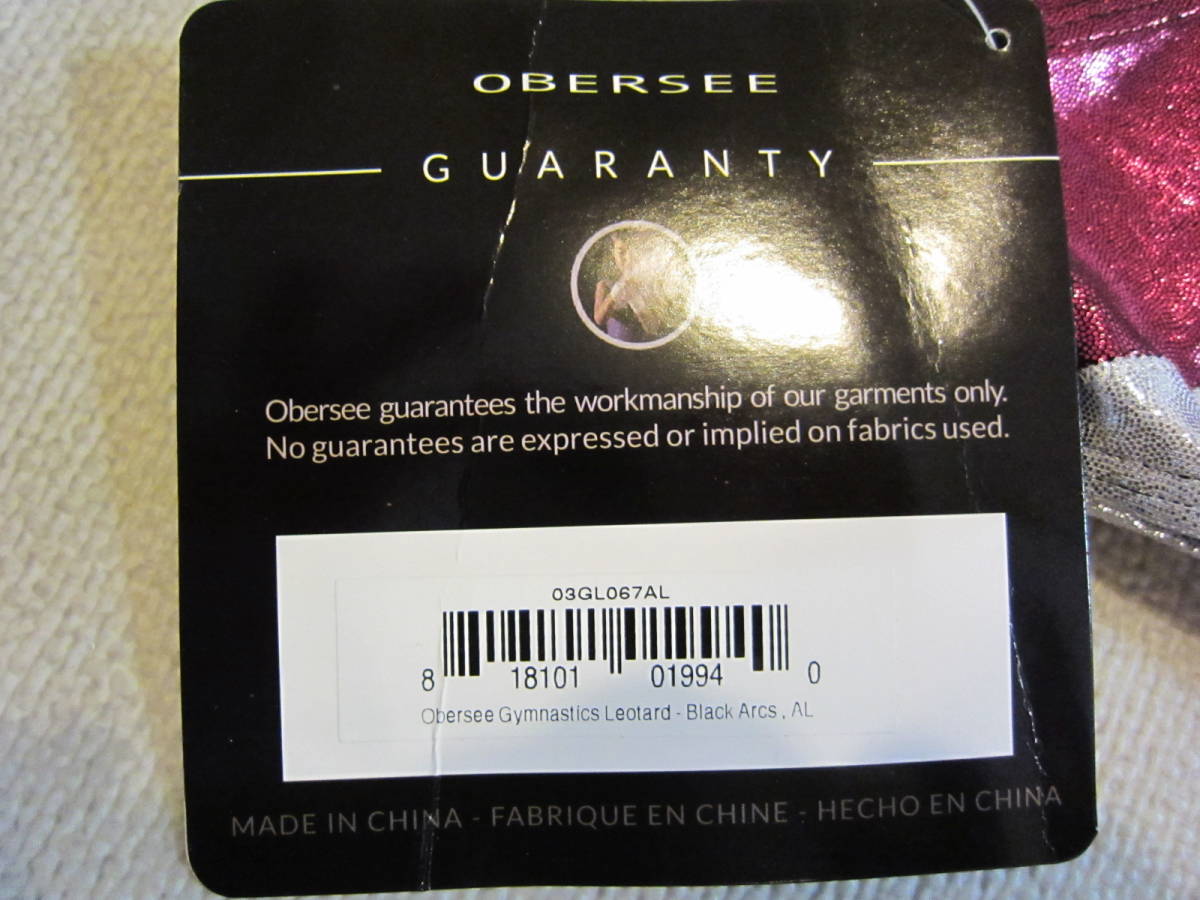 OBERSEE
GUARANTY
Obersee guarantees the workmanship of our garments only.
No guarantees are expressed or implied on fabrics used.
03GL067AL
8 18101 01994 0
Obersee Gymnastics Leotard - Black Arcs , AL
MADE IN CHINA - FABRIQUE EN CHINE - HECHO EN CHINA